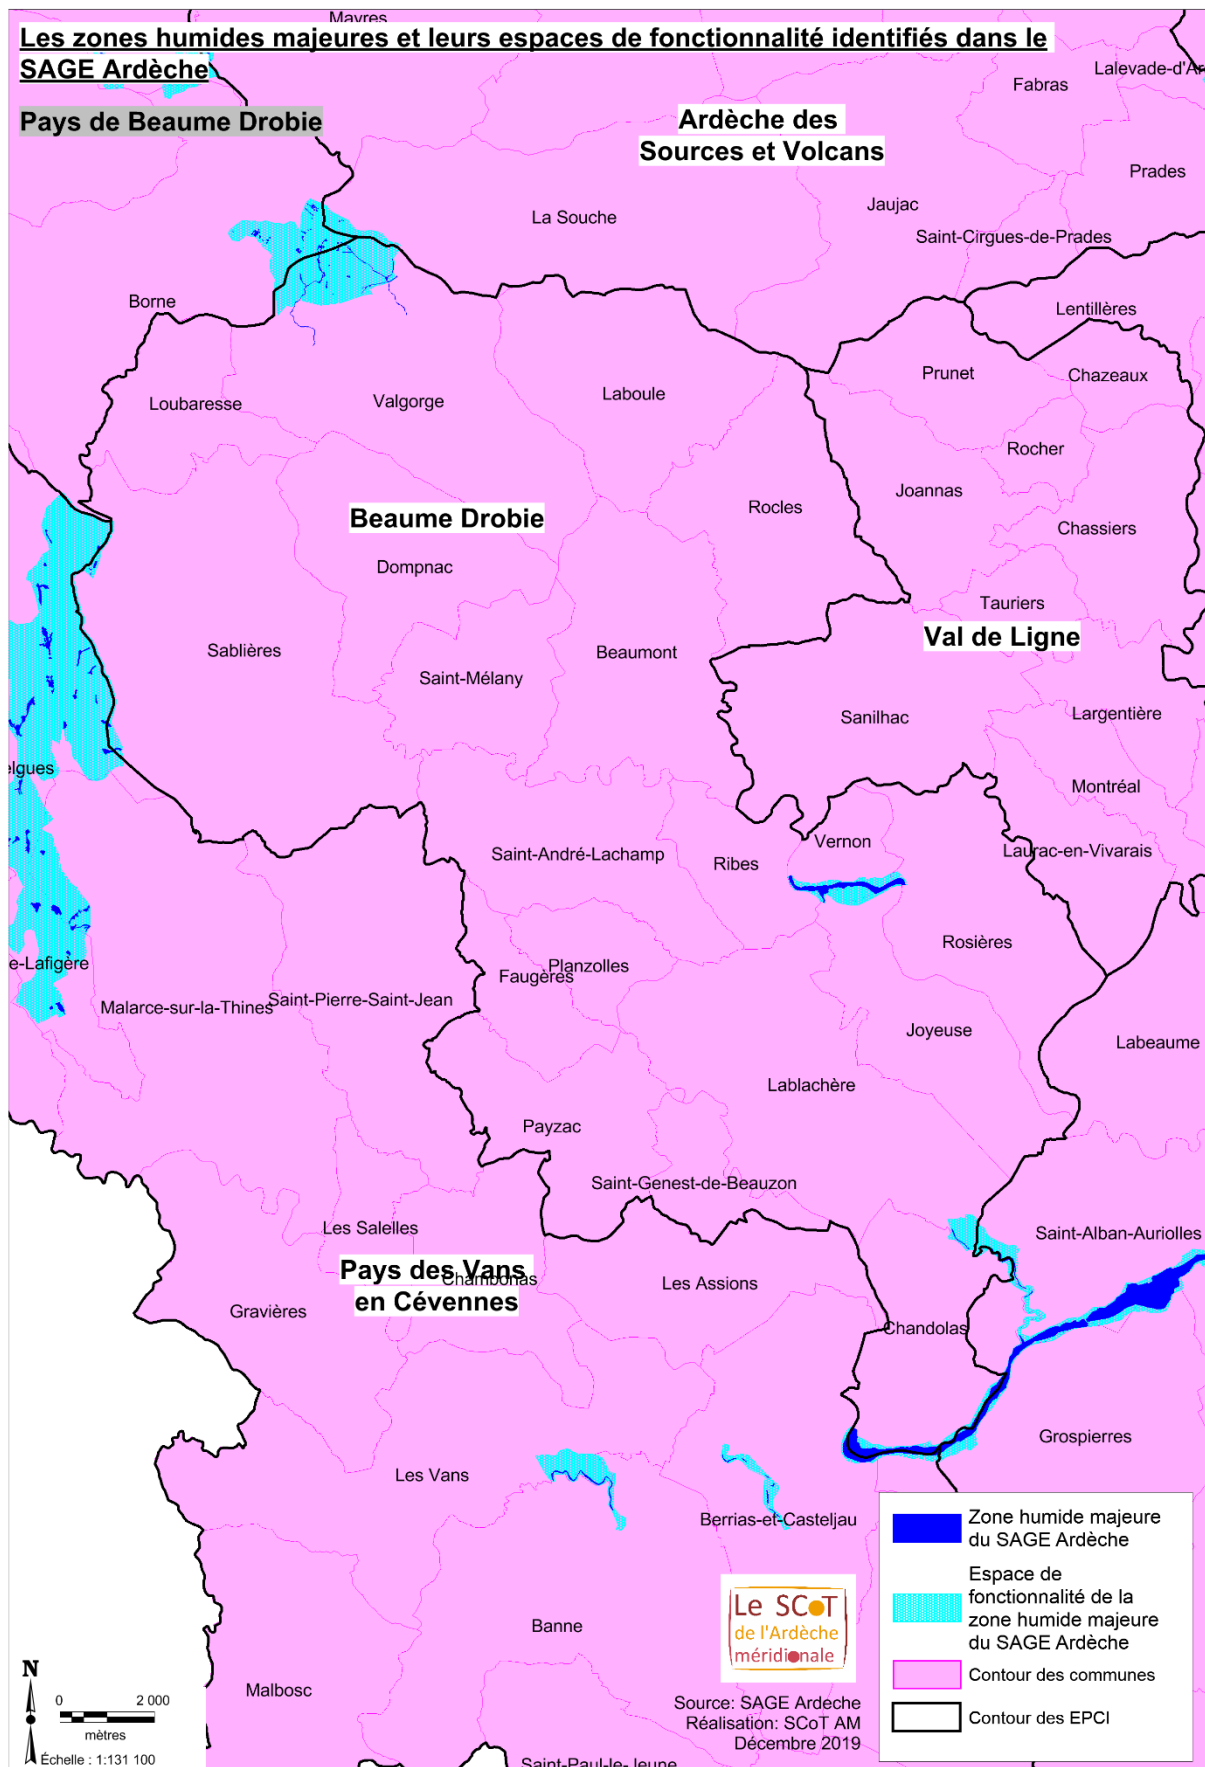 Mayres
Les zones humides majeures et leurs espaces de fonctionnalité identifiés dans le
SAGE Ardèche
Lalevade-d'Ar
Fabras
Pays de Beaume Drobie
Ardèche des
Sources et Volcans
Prades
Jaujac
La Souche
Saint-Cirgues-de-Prades
Borne
Lentillères
Prunet
Chazeaux
Laboule
Valgorge
Loubaresse
Rocher
Joannas
Rocles
Beaume Drobie
Chassiers
Dompnac
Tauriers
Val de Ligne
Sablières
Beaumont
Saint-Mélany
Sanilhac
Largentière
elgues
Montréal
Vernon
Saint-André-Lachamp
Ribes
Laurac-en-Vivarais
Rosières
e-Lafigère
Planzolles
Faugères
Malarce-sur-la-Thines
Saint-Pierre-Saint-Jean
Joyeuse
Labeaume
Lablachère
Payzac
Saint-Genest-de-Beauzon
Les Salelles
Saint-Alban-Auriolles
Pays des Vans
Chambonas
en Cévennes
Les Assions
Gravières
Chandolas
Grospierres
Les Vans
Berrias-et-Casteljau
Banne
Malbosc
Saint-Paul-le-Jeune
Zone humide majeure
du SAGE Ardèche
Espace de
fonctionnalité de la
zone humide majeure
du SAGE Ardèche
Contour des communes
Contour des EPCI
Le SCoT
de l'Ardèche
méridionale
Source: SAGE Ardeche
Réalisation: SCoT AM
Décembre 2019
N
0 2 000
mètres
Échelle : 1:131 100